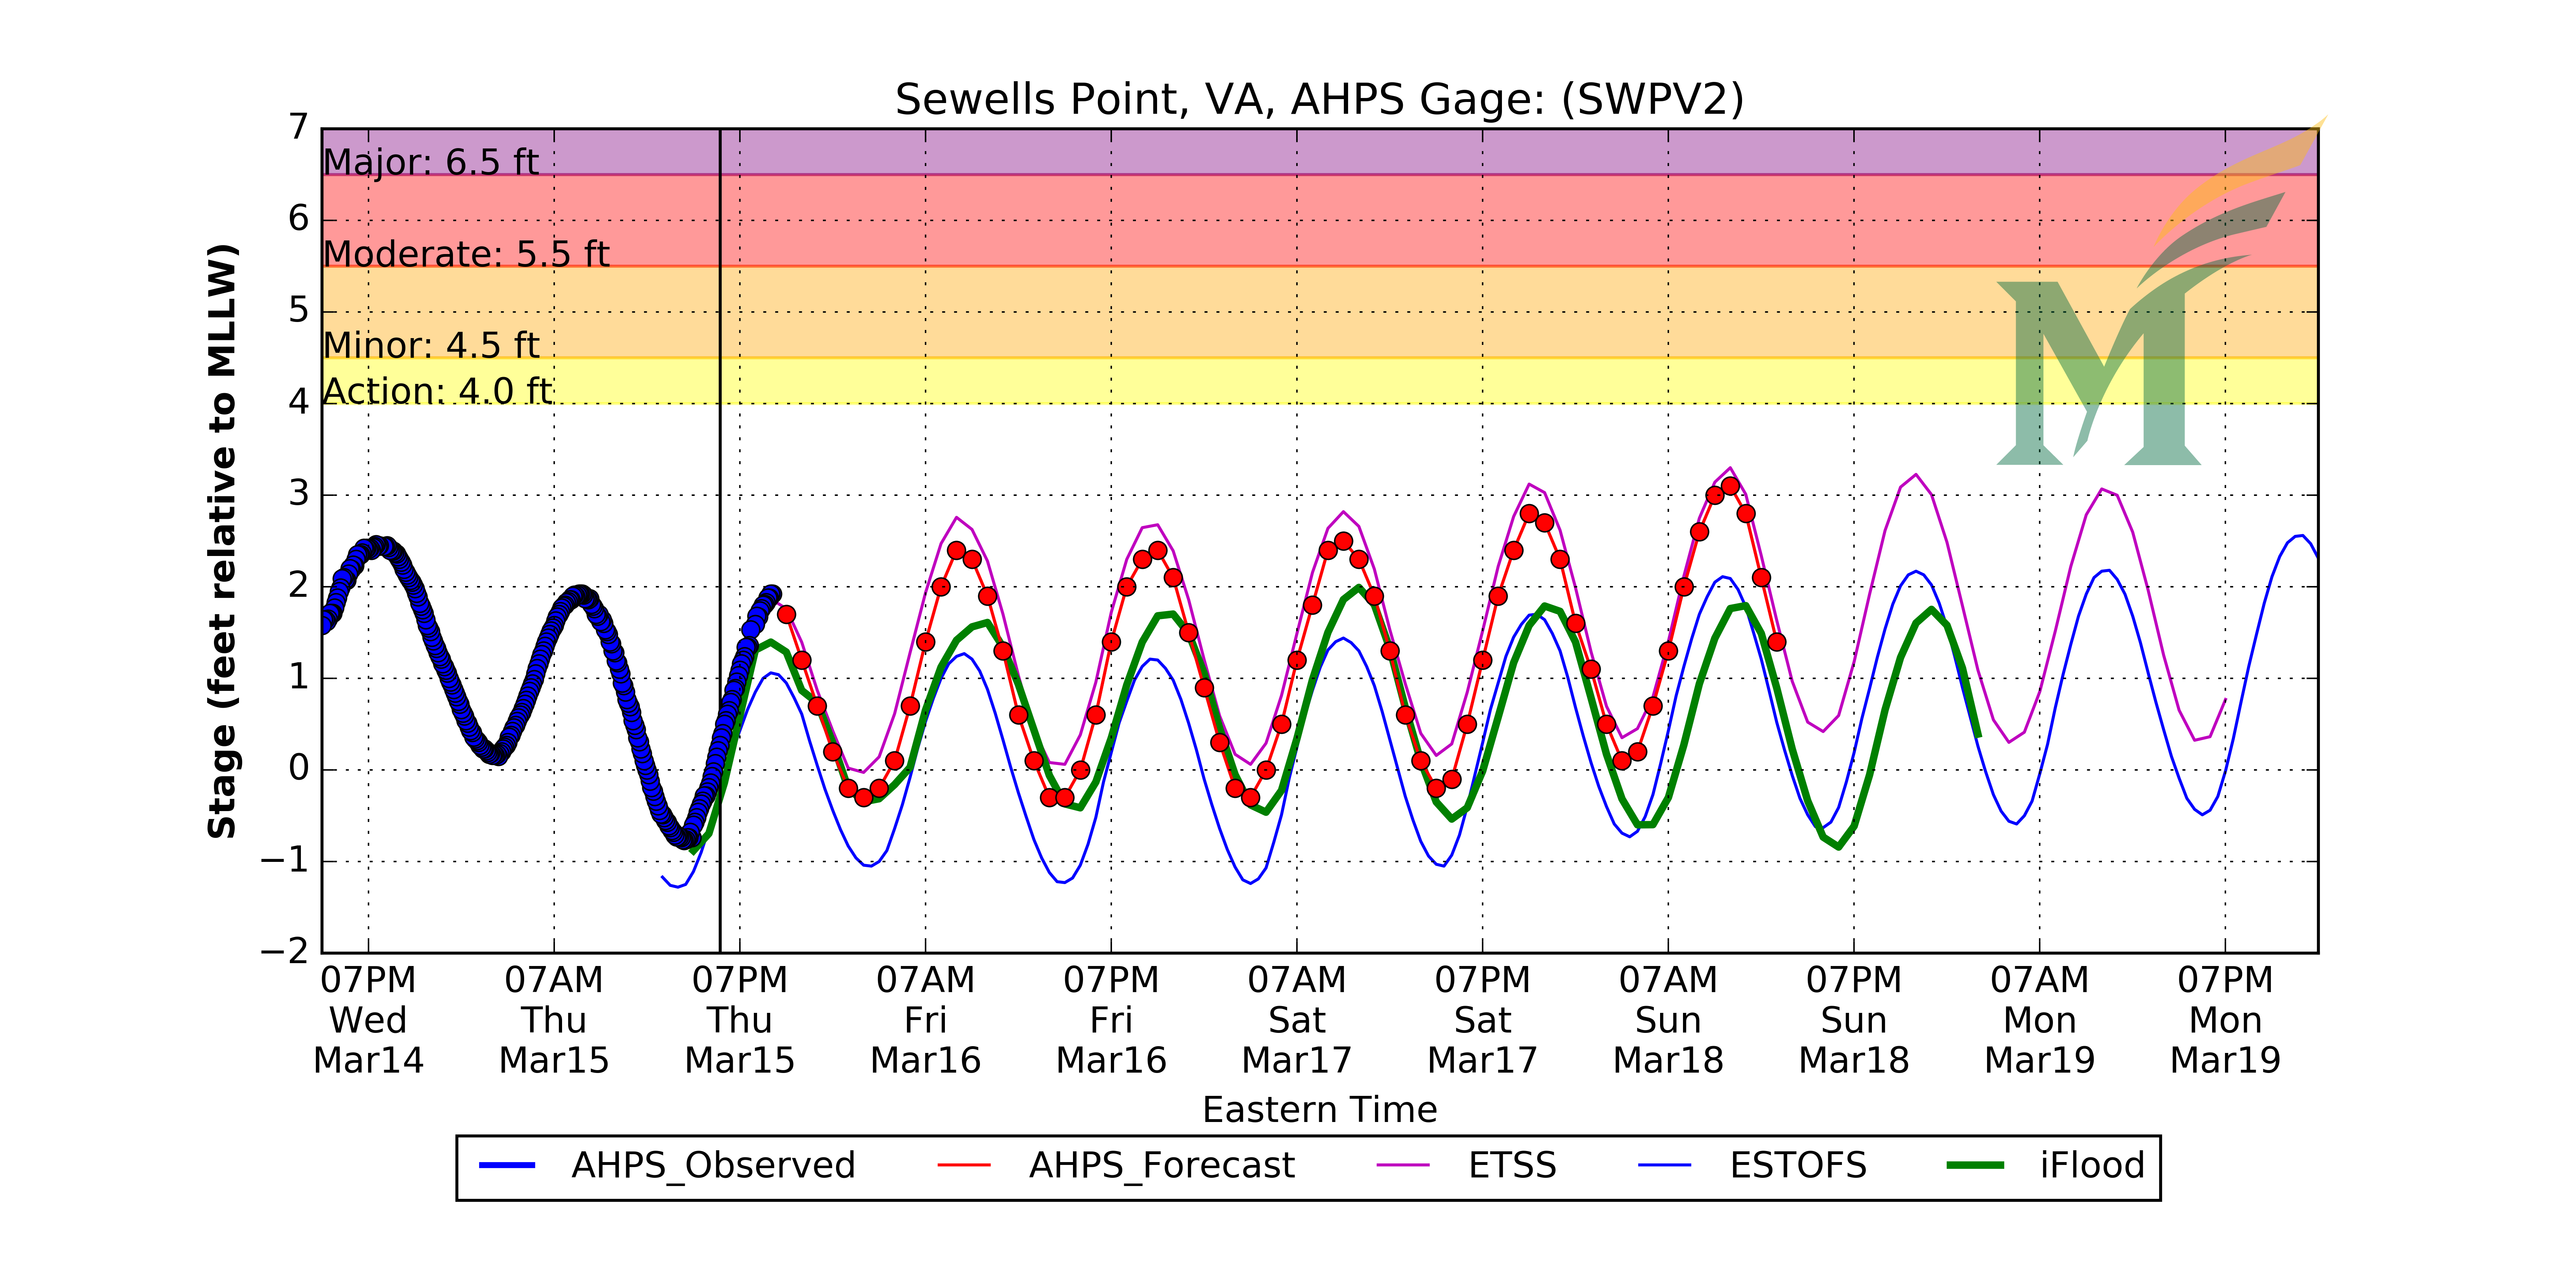 Sewells Point, VA, AHPS Gage: (SWPV2)
Stage (feet relative to MLLW)
7
6
5
4
3
2
1
0
−1
−2
Major: 6.5 ft
Moderate: 5.5 ft
Minor: 4.5 ft
Action: 4.0 ft
M
07PM 07AM 07PM 07AM 07PM 07AM 07PM 07AM 07PM 07AM 07PM
Wed Thu Thu Fri Fri Sat Sat Sun Sun Mon Mon
Mar14 Mar15 Mar15 Mar16 Mar16 Mar17 Mar17 Mar18 Mar18 Mar19 Mar19
Eastern Time
AHPS_Observed AHPS_Forecast ETSS ESTOFS iFlood